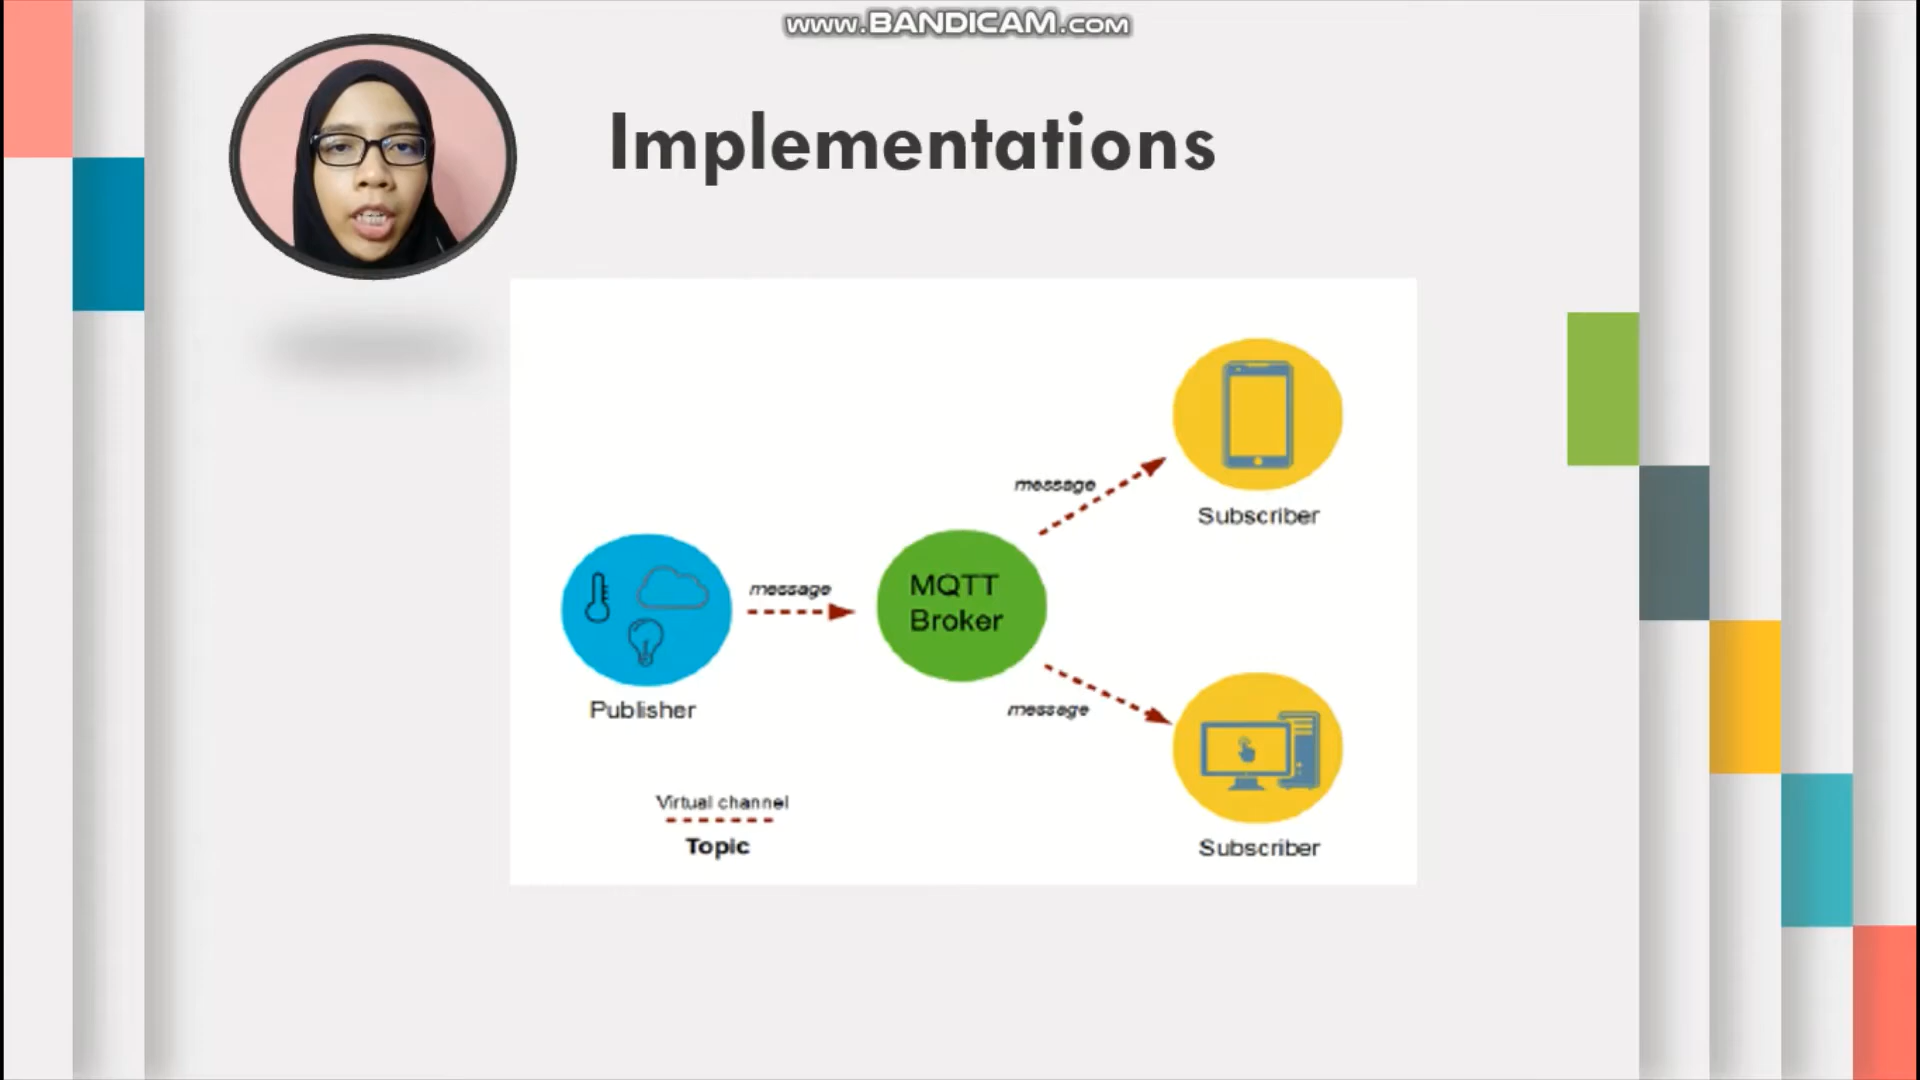 www.BANDICAM.com
Implementations
message
Subscriber
message
MQTT
Broker
Publisher
message
Virtual channel
Topic
Subscriber